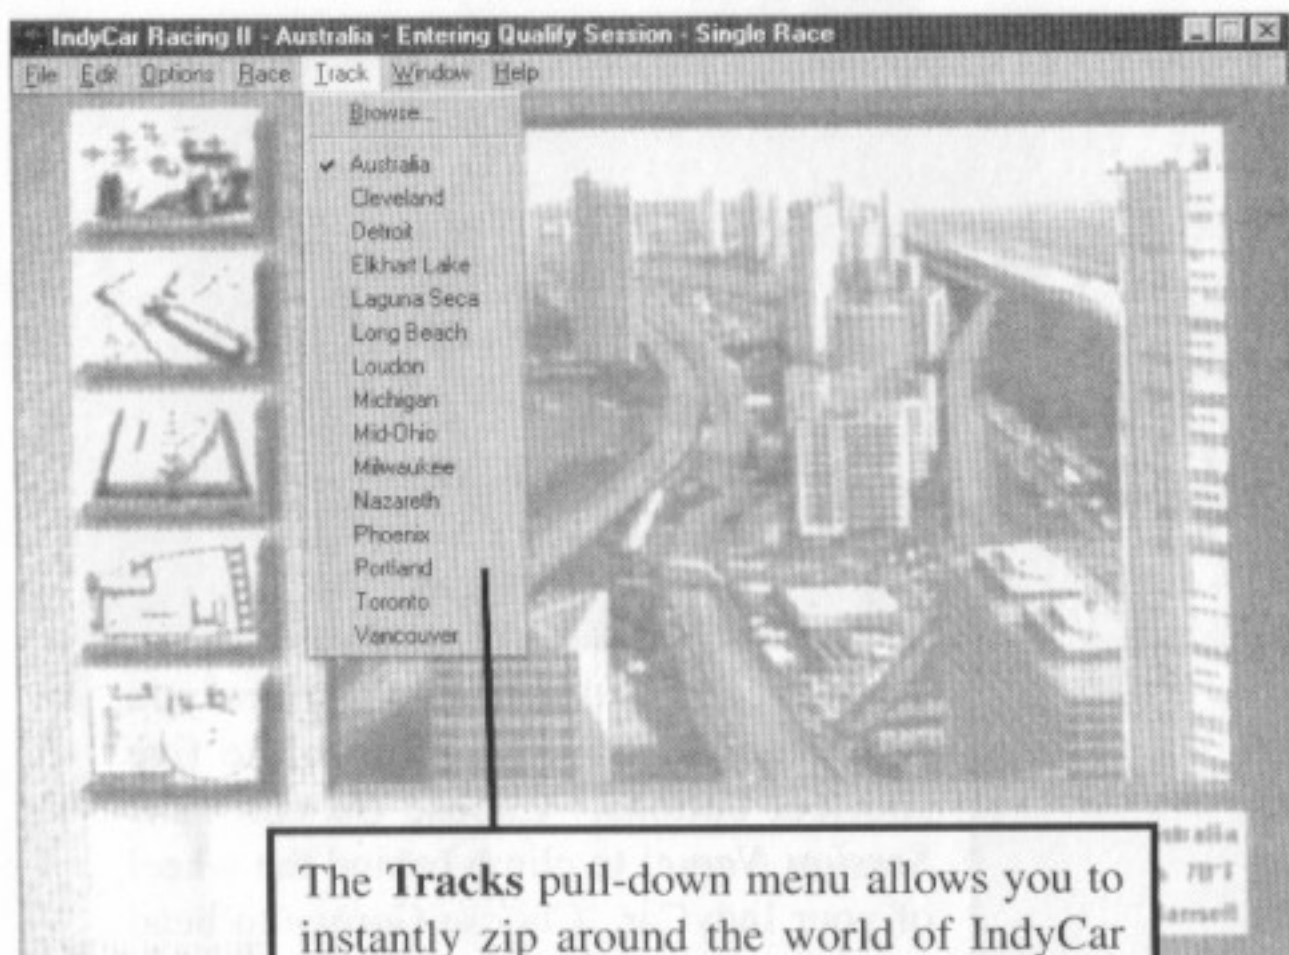 IndyCar Racing II - Australia - Entering Qualify Session - Single Race
File Edit Options Race Track Window Help
Browse...
Australia
Cleveland
Detroit
Elkhart Lake
Laguna Seca
Long Beach
Loudon
Michigan
Mid-Ohio
Milwaukee
Nazareth
Phoenix
Portland
Toronto
Vancouver
The Tracks pull-down menu allows you to
instantly zip around the world of IndyCar